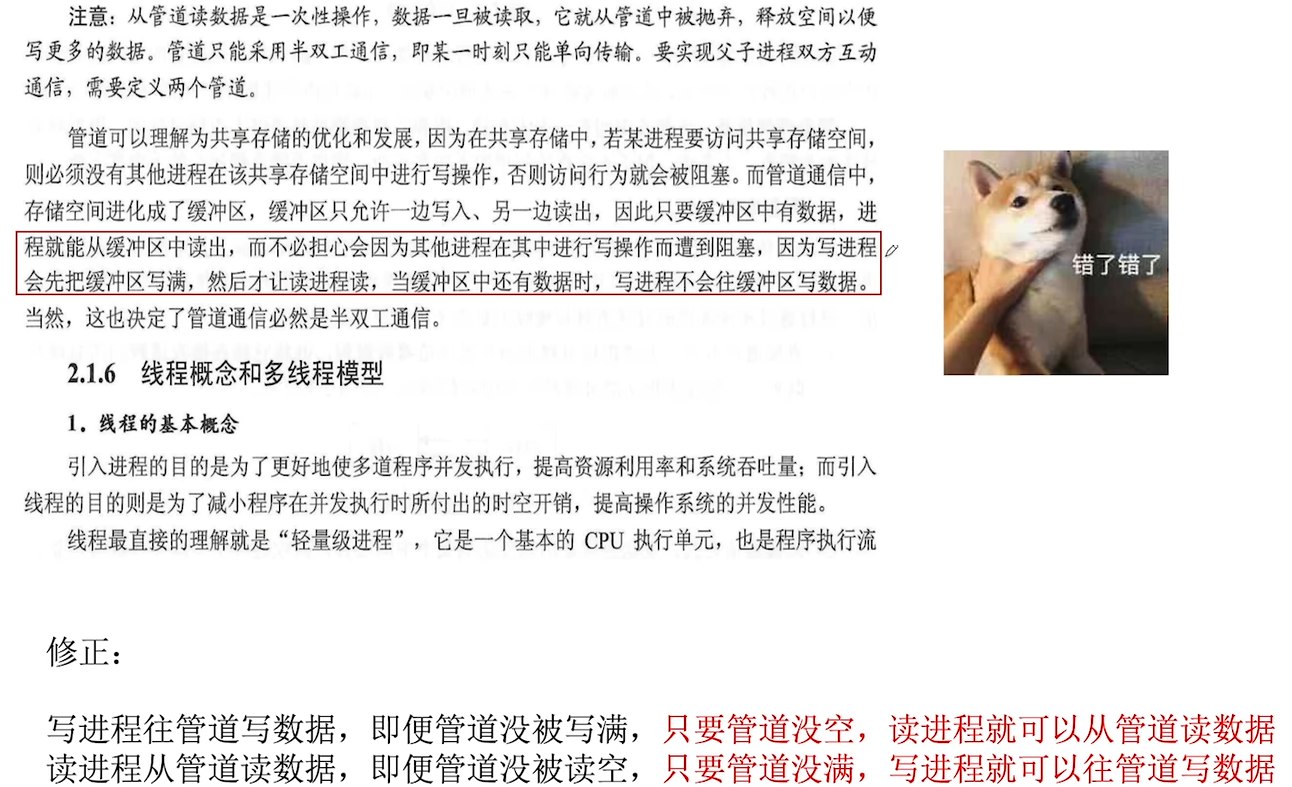 注意：从管道读数据是一次性操作，数据一旦被读取，它就从管道中被抛弃，释放空间以便
写更多的数据。管道只能采用半双工通信，即某一时刻只能单向传输。要实现父子进程双方互动
通信，需要定义两个管道。
管道可以理解为共享存储的优化和发展，因为在共享存储中，若某进程要访问共享存储空间，
则必须没有其他进程在该共享存储空间中进行写操作，否则访问行为就会被阻塞。而管道通信中，
存储空间进化成了缓冲区，缓冲区只允许一边写入、另一边读出，因此只要缓冲区中有数据，进
程就能从缓冲区中读出，而不必担心会因为其他进程在其中进行写操作而遭到阻塞，因为写进程
会先把缓冲区写满，然后才让读进程读，当缓冲区中还有数据时，写进程不会往缓冲区写数据。
当然，这也决定了管道通信必然是半双工通信。
错了错了
2.1.6 线程概念和多线程模型
1．线程的基本概念
引入进程的目的是为了更好地使多道程序并发执行，提高资源利用率和系统吞吐量；而引入
线程的目的则是为了减小程序在并发执行时所付出的时空开销，提高操作系统的并发性能。
线程最直接的理解就是“轻量级进程”，它是一个基本的 CPU 执行单元，也是程序执行流
修正：
写进程往管道写数据，即便管道没被写满，只要管道没空，读进程就可以从管道读数据
读进程从管道读数据，即便管道没被读空，只要管道没满，写进程就可以往管道写数据